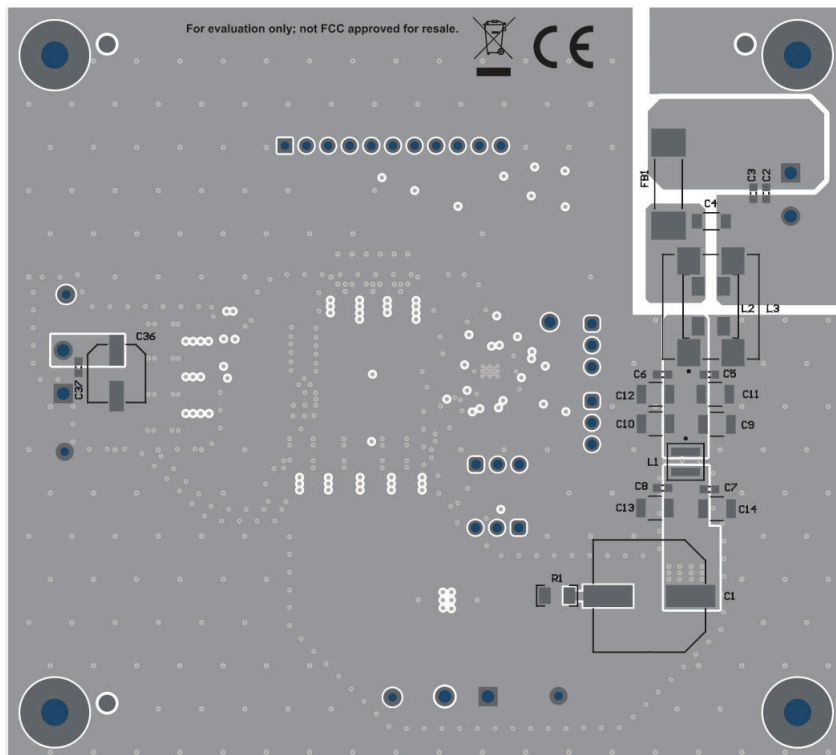 For evaluation only; not FCC approved for resale.
CE
FB1
C3
C2
C4
L2
L3
C36
C37
C6
C5
C12
C11
C10
C9
L1
C8
C7
C13
C14
R1
C1